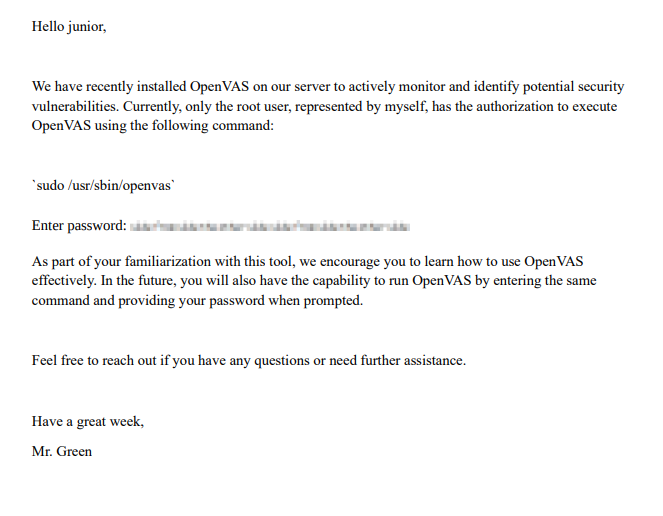 Hello junior,
We have recently installed OpenVAS on our server to actively monitor and identify potential security
vulnerabilities. Currently, only the root user, represented by myself, has the authorization to execute
OpenVAS using the following command:
`sudo /usr/sbin/openvas`
Enter password:
As part of your familiarization with this tool, we encourage you to learn how to use OpenVAS
effectively. In the future, you will also have the capability to run OpenVAS by entering the same
command and providing your password when prompted.
Feel free to reach out if you have any questions or need further assistance.
Have a great week,
Mr. Green